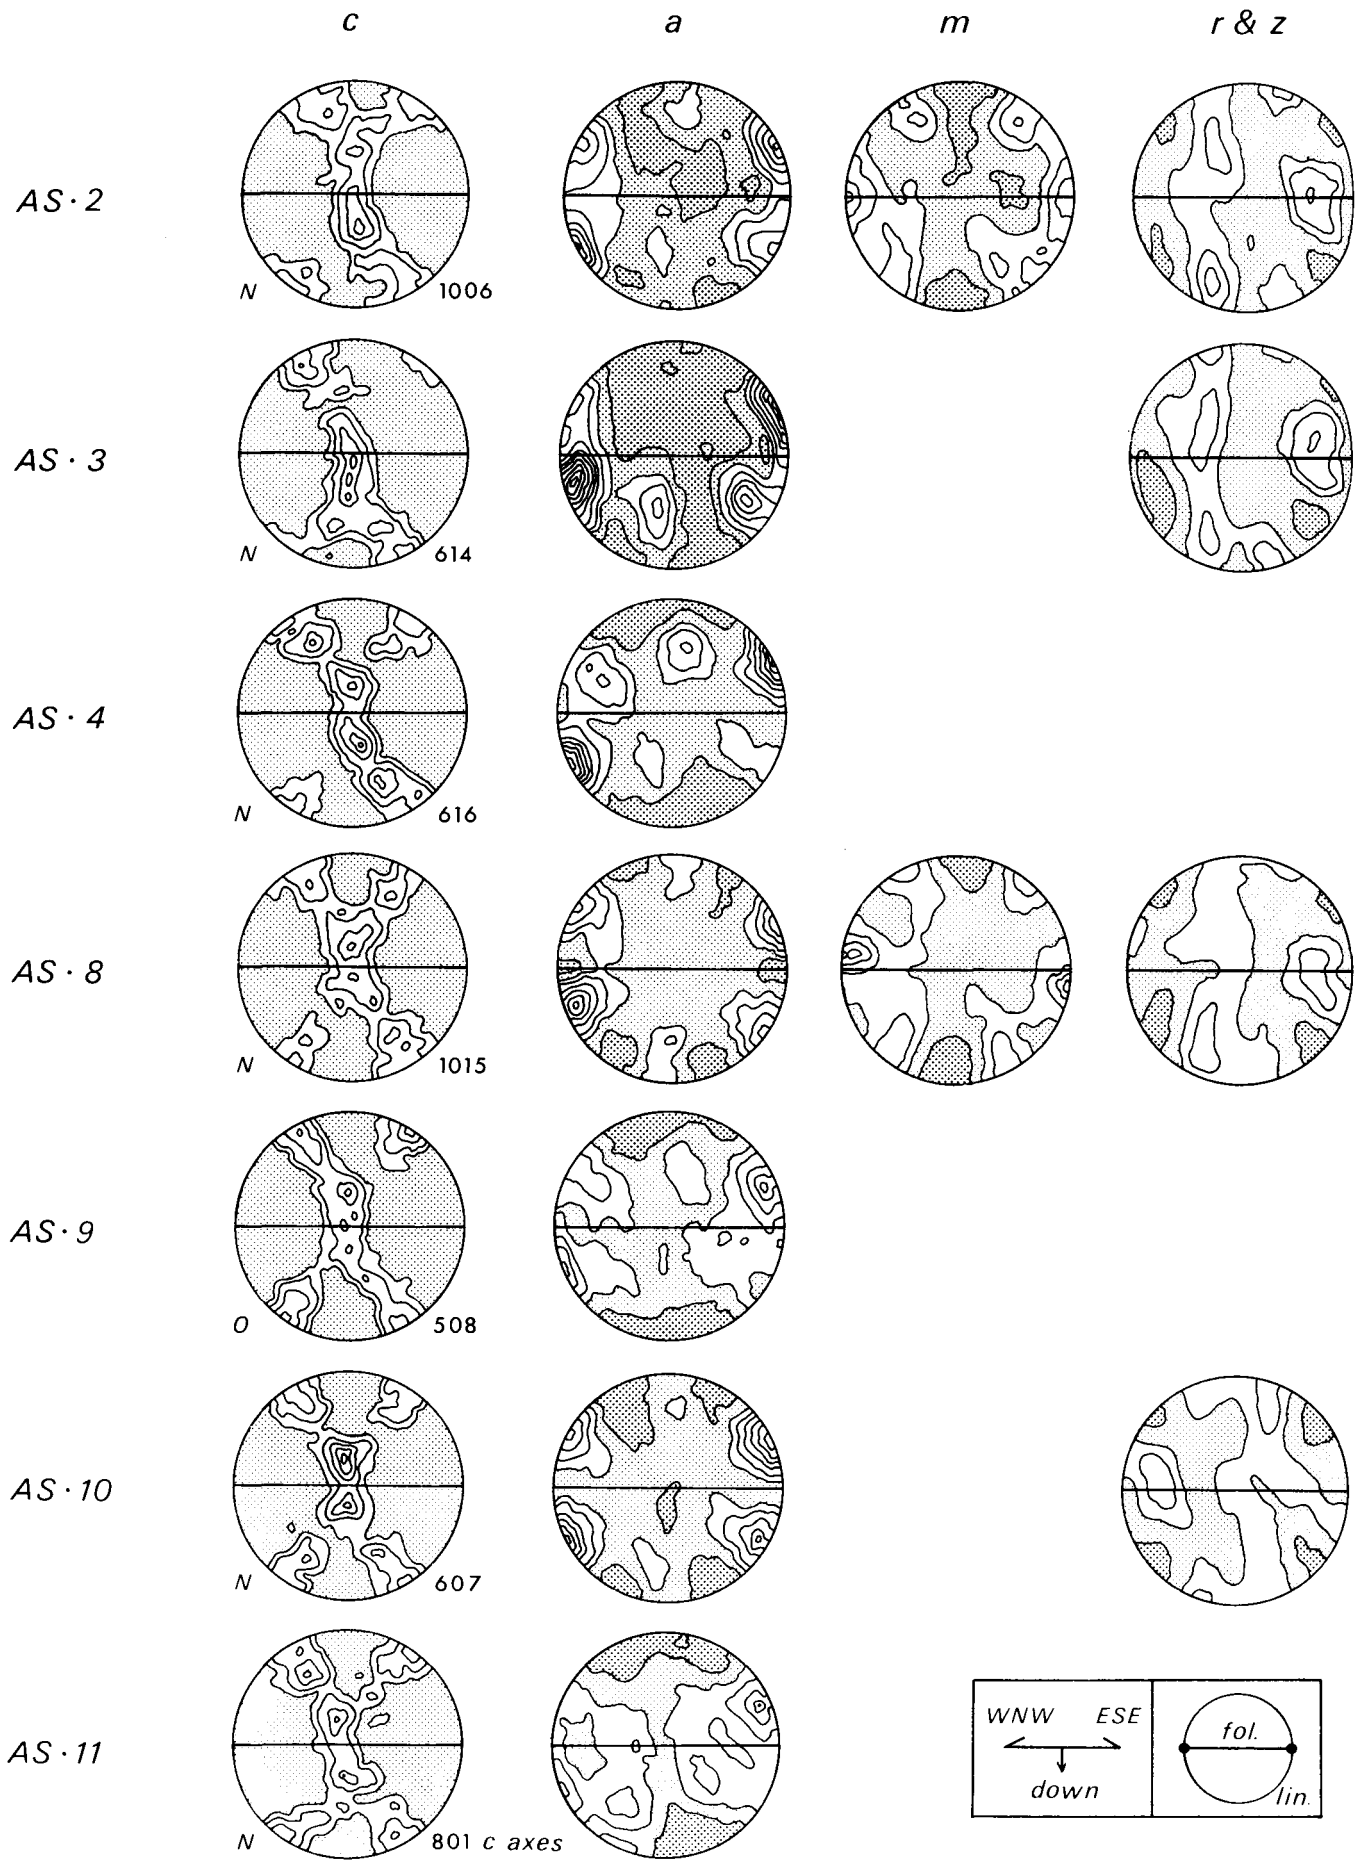 c a m r & z
AS·2
N 1006
AS·3
N 614
AS·4
N 616
AS·8
N 1015
AS·9
O 508
AS·10
N 607
AS·11
N 801 c axes
WNW ESE
down
fol.
lin.